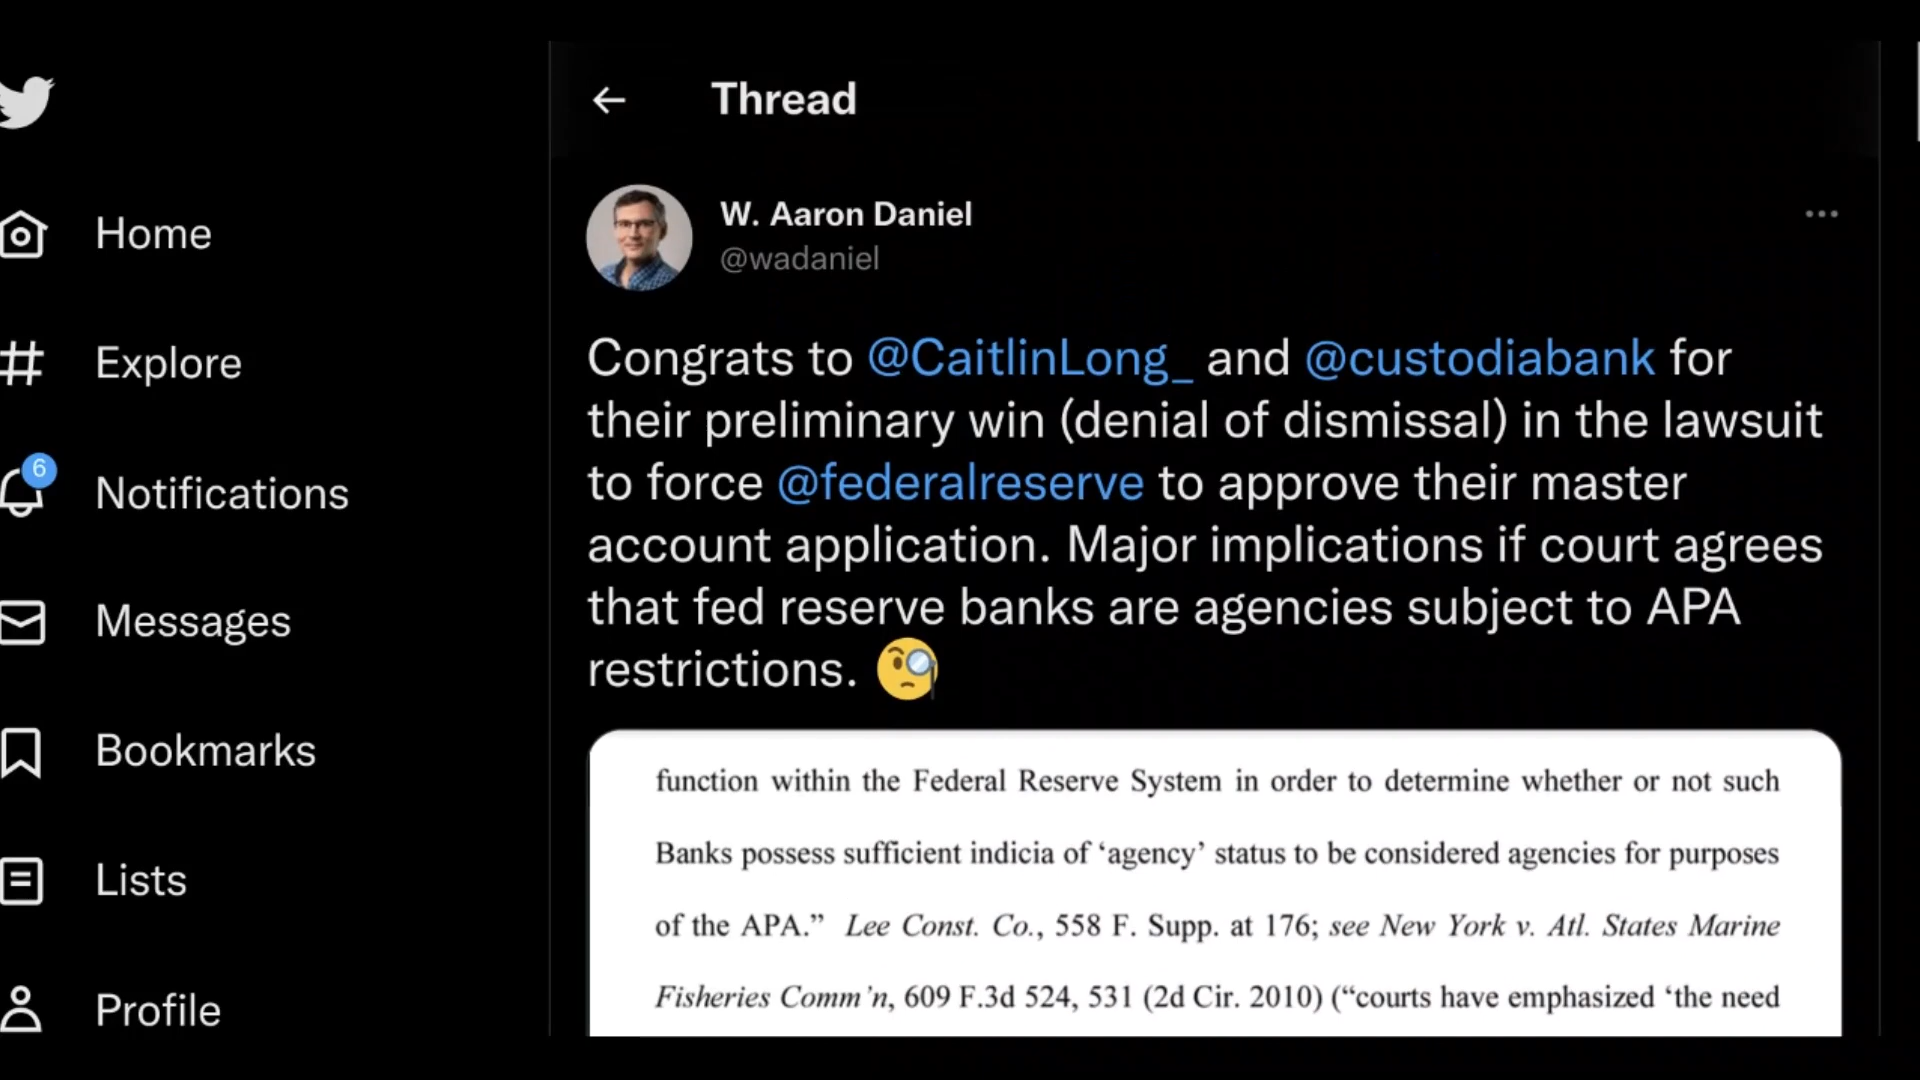 Thread
W. Aaron Daniel
@wadaniel
Home
Explore
6
Notifications
Messages
Bookmarks
Lists
Profile
Congrats to @CaitlinLong_ and @custodiabank for
their preliminary win (denial of dismissal) in the lawsuit
to force @federalreserve to approve their master
account application. Major implications if court agrees
that fed reserve banks are agencies subject to APA
restrictions. 🧐
function within the Federal Reserve System in order to determine whether or not such
Banks possess sufficient indicia of ‘agency’ status to be considered agencies for purposes
of the APA.” Lee Const. Co., 558 F. Supp. at 176; see New York v. Atl. States Marine
Fisheries Comm’n, 609 F.3d 524, 531 (2d Cir. 2010) (“courts have emphasized ‘the need